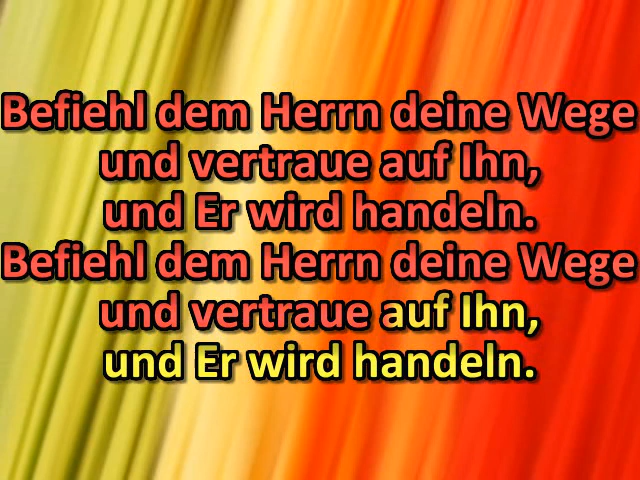 Befiehl dem Herrn deine Wege
und vertraue auf Ihn,
und Er wird handeln.
Befiehl dem Herrn deine Wege
und vertraue auf Ihn,
und Er wird handeln.